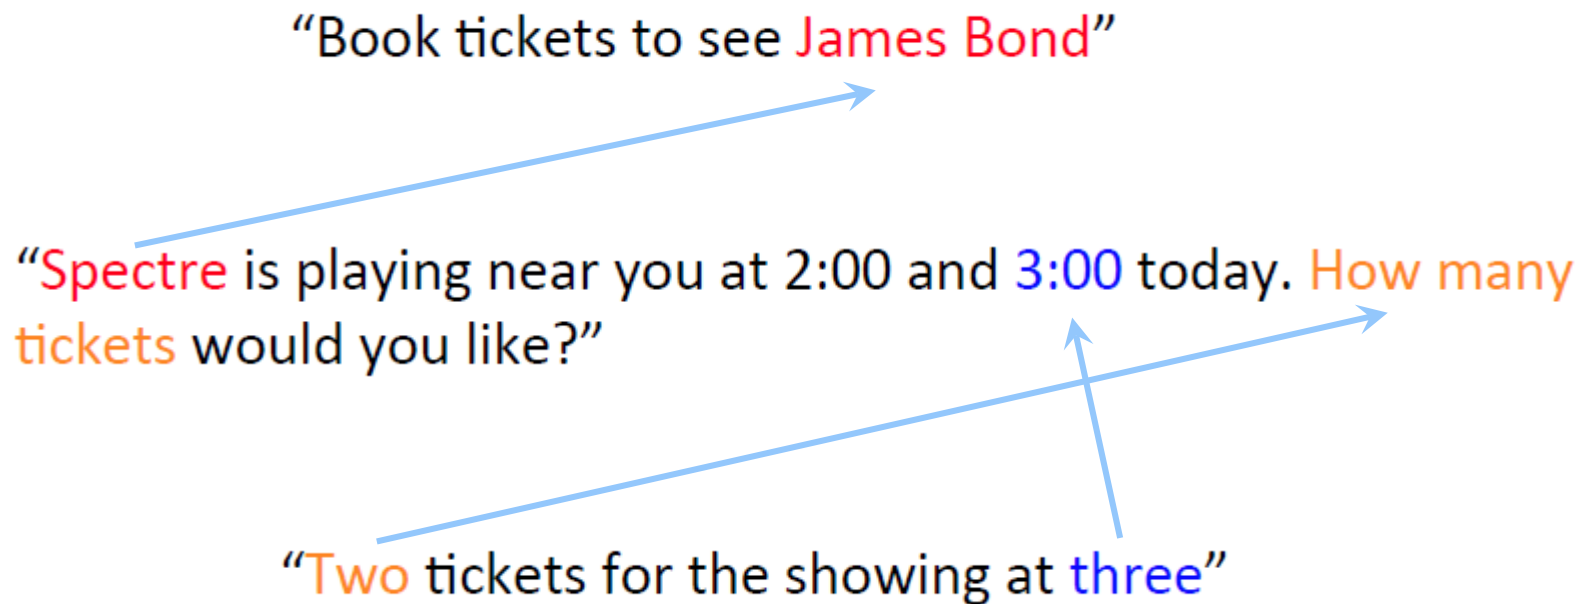 “Book tickets to see James Bond”
“Spectre is playing near you at 2:00 and 3:00 today. How many
tickets would you like?”
“Two tickets for the showing at three”